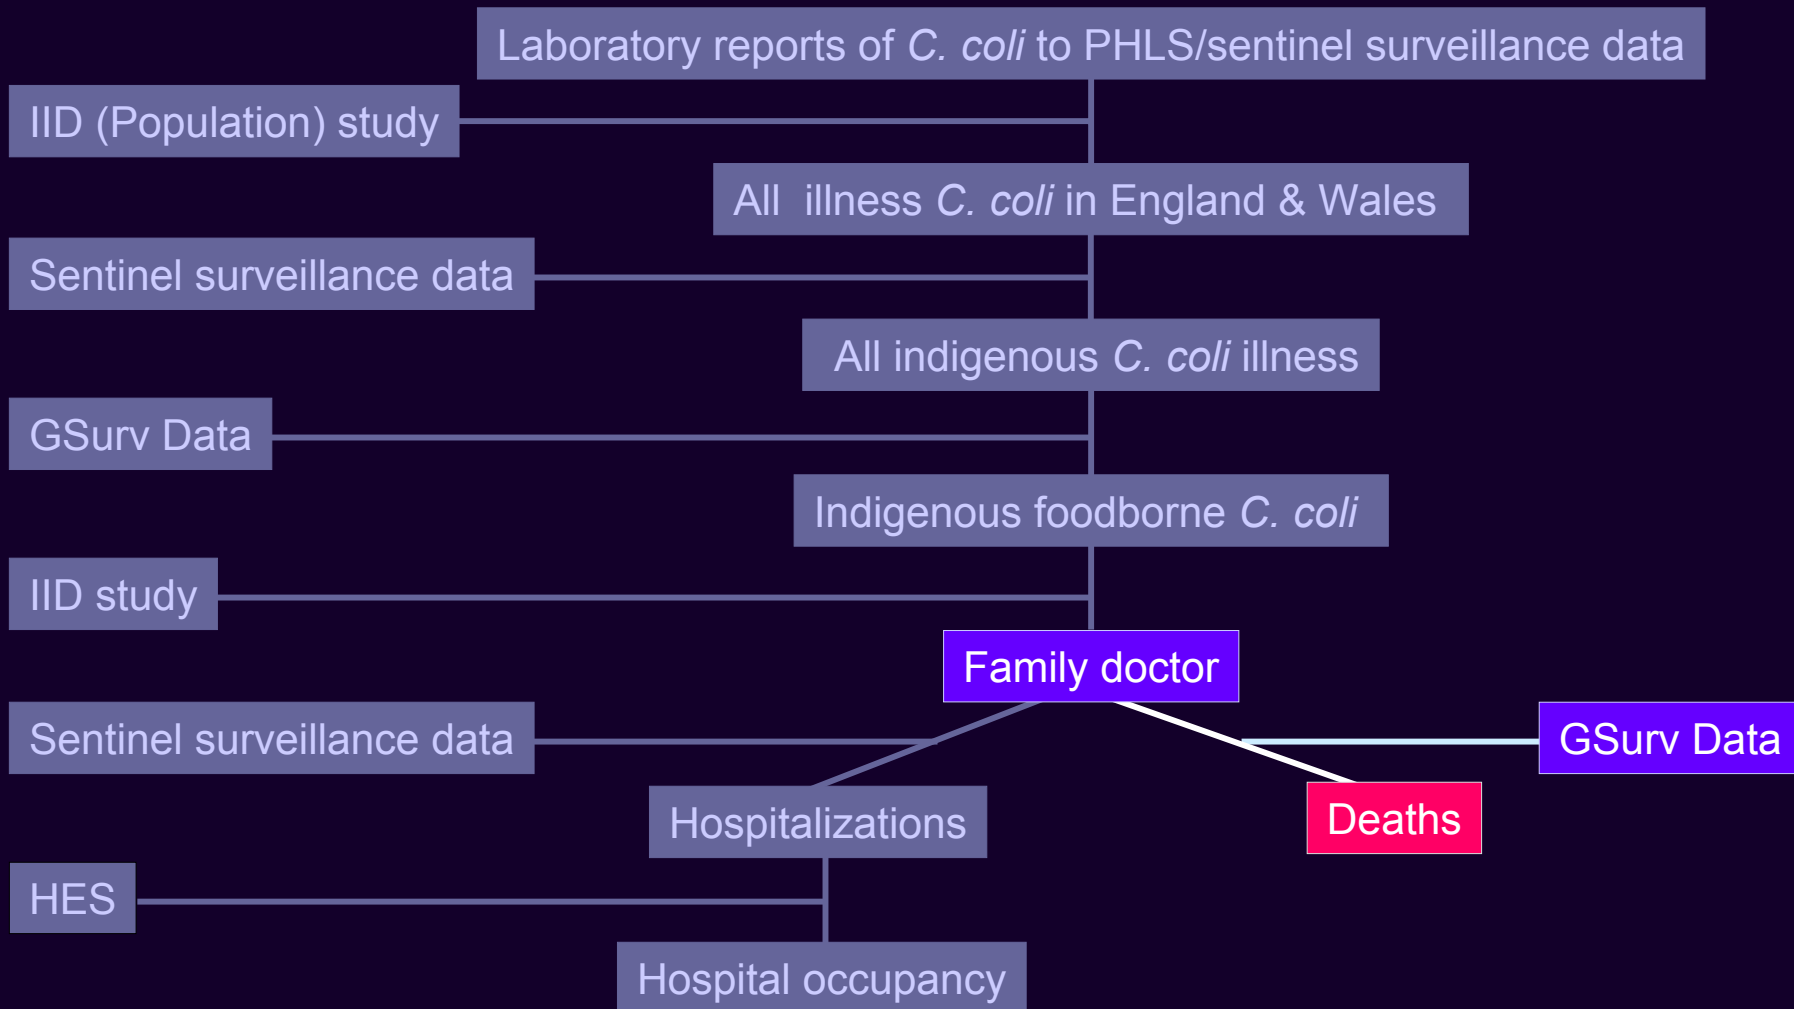 Laboratory reports of C. coli to PHLS/sentinel surveillance data
IID (Population) study
All illness C. coli in England & Wales
Sentinel surveillance data
All indigenous C. coli illness
GSurv Data
Indigenous foodborne C. coli
IID study
Family doctor
Sentinel surveillance data
GSurv Data
Hospitalizations
Deaths
HES
Hospital occupancy